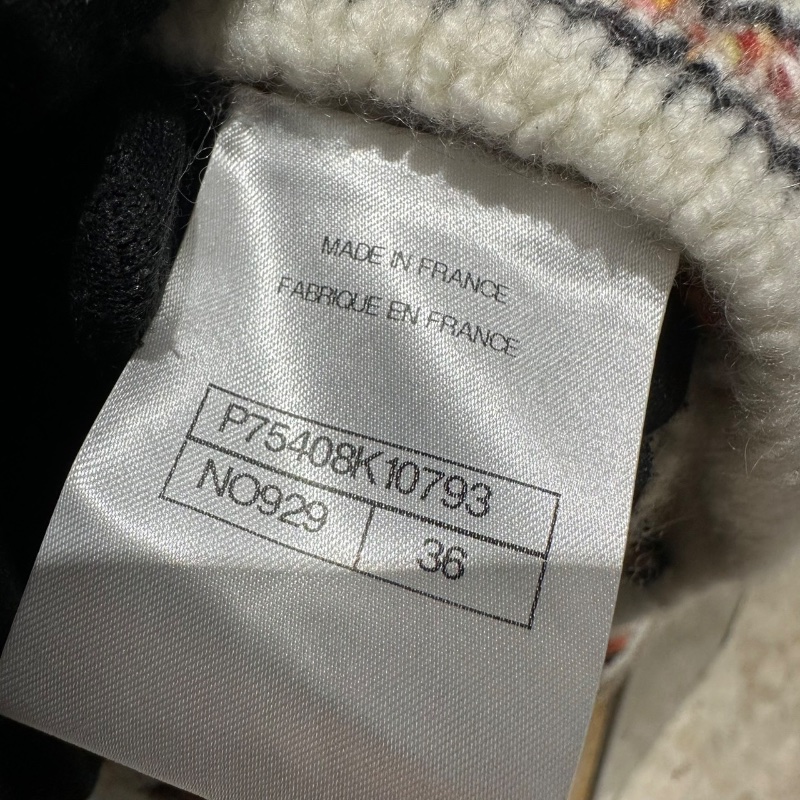 MADE IN FRANCE
FABRIQUE EN FRANCE
P75408K10793
NO929
36